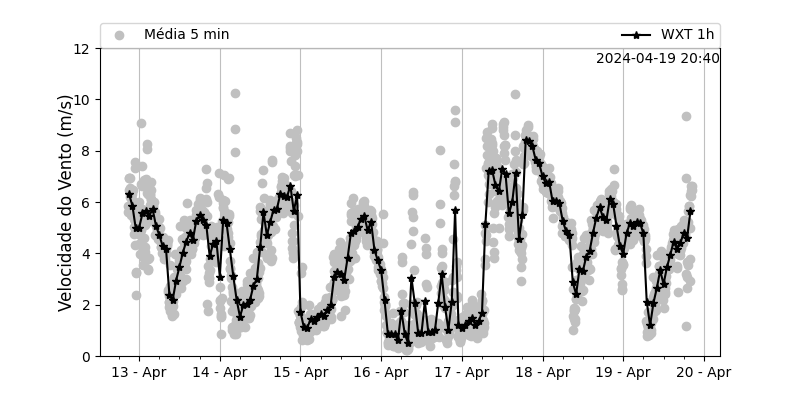 Média 5 min
WXT 1h
2024-04-19 20:40
Velocidade do Vento (m/s)
12
10
8
6
4
2
0
13 - Apr
14 - Apr
15 - Apr
16 - Apr
17 - Apr
18 - Apr
19 - Apr
20 - Apr